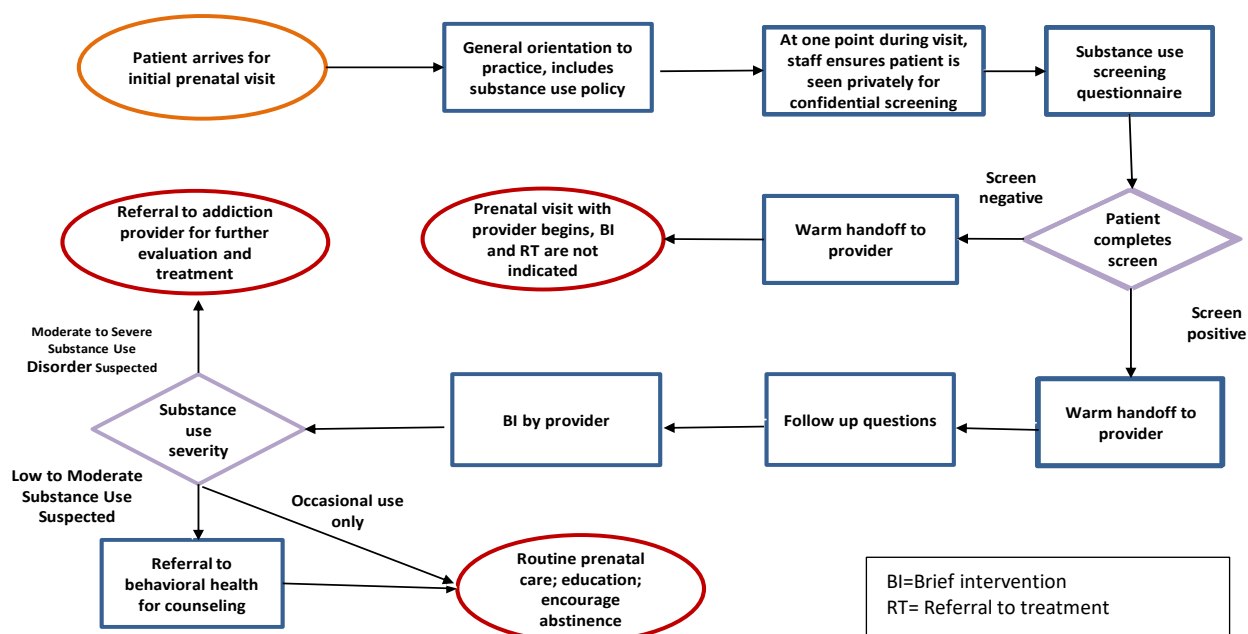 Patient arrives for
initial prenatal visit
General orientation to
practice, includes
substance use policy
At one point during visit,
staff ensures patient is
seen privately for
confidential screening
Substance use
screening
questionnaire
Screen
negative
Patient
completes
screen
Warm handoff to
provider
Prenatal visit with
provider begins, BI
and RT are not
indicated
Referral to addiction
provider for further
evaluation and
treatment
Screen
positive
Warm handoff to
provider
Follow up questions
BI by provider
Substance
use
severity
Moderate to Severe
Substance Use
Disorder Suspected
Low to Moderate
Substance Use
Suspected
Occasional use
only
Referral to
behavioral health
for counseling
Routine prenatal
care; education;
encourage
abstinence
BI=Brief intervention
RT= Referral to treatment